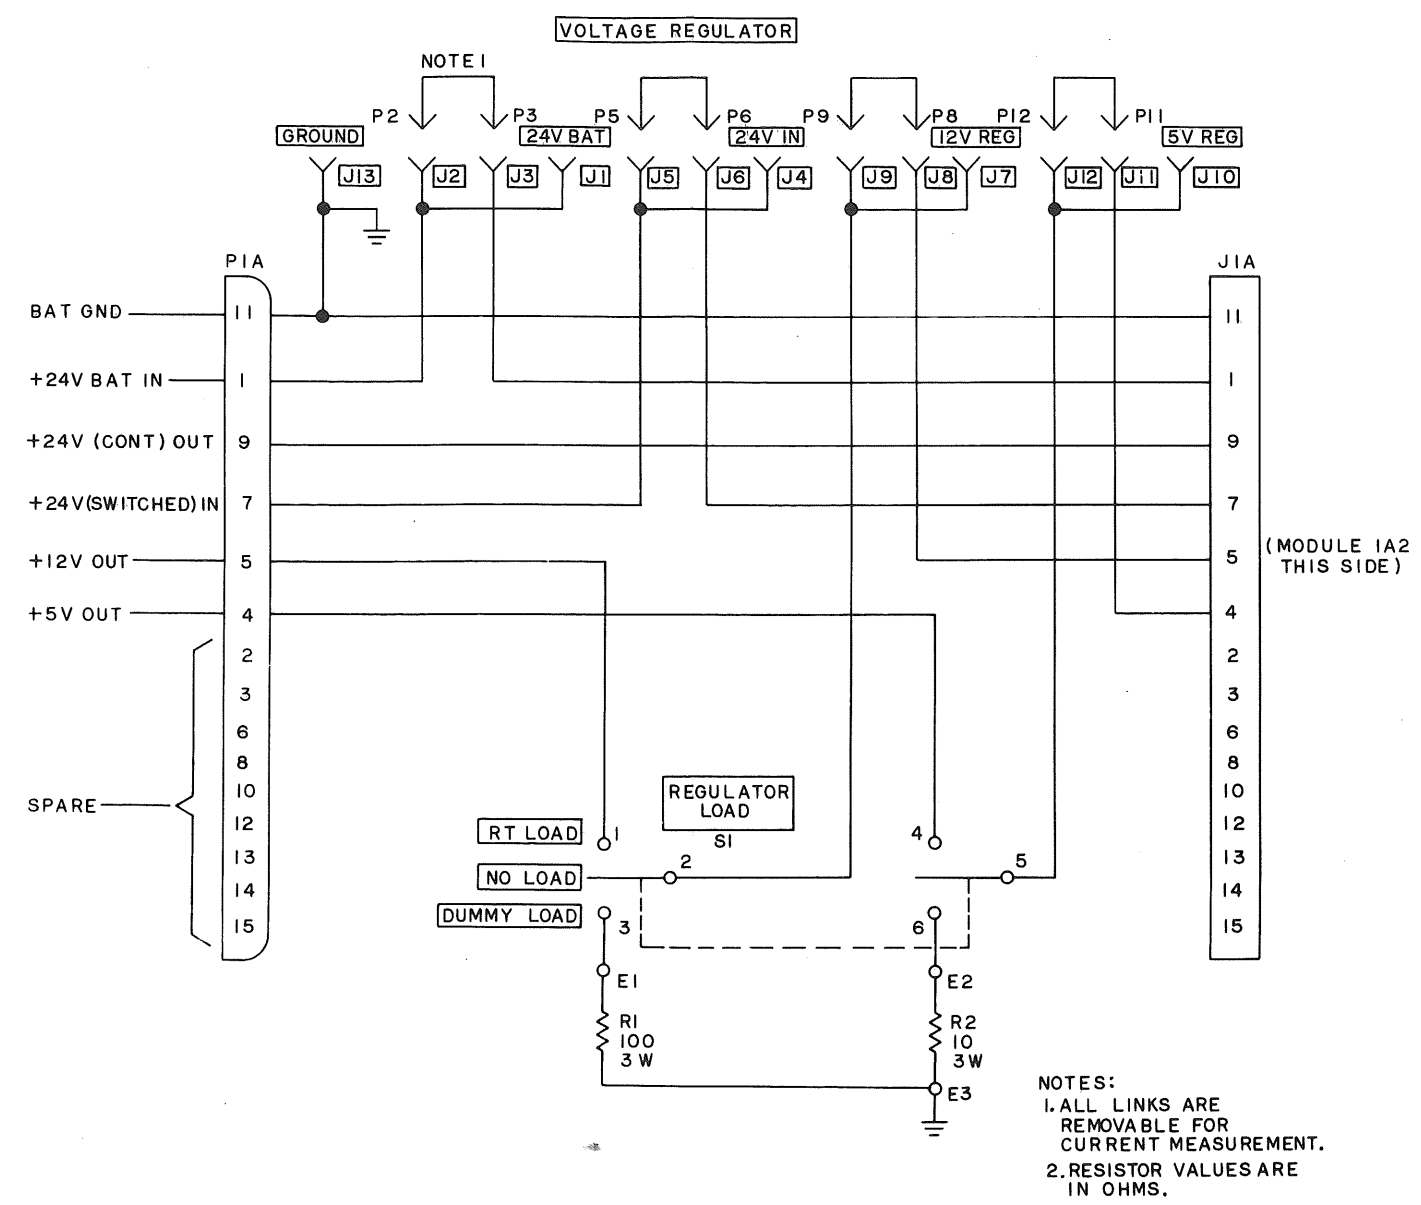 VOLTAGE REGULATOR
NOTE 1
P2
P3
P5
P6
P9
P8
P12
P11
GROUND
24V BAT
24V IN
12V REG
5V REG
J13
J2
J3
J1
J5
J6
J4
J9
J8
J7
J12
J11
J10
P1A
J1A
BAT GND
11
11
+24V BAT IN
1
1
+24V (CONT) OUT
9
9
+24V(SWITCHED)IN
7
7
+12V OUT
5
5
(MODULE 1A2
THIS SIDE)
+5V OUT
4
4
2
2
3
3
6
6
8
8
SPARE
10
10
12
12
13
13
14
14
15
15
REGULATOR
LOAD
S1
RT LOAD
1
4
NO LOAD
2
5
DUMMY LOAD
3
6
E1
E2
R1
100
3W
R2
10
3W
E3
NOTES:
1. ALL LINKS ARE
REMOVABLE FOR
CURRENT MEASUREMENT.
2. RESISTOR VALUES ARE
IN OHMS.